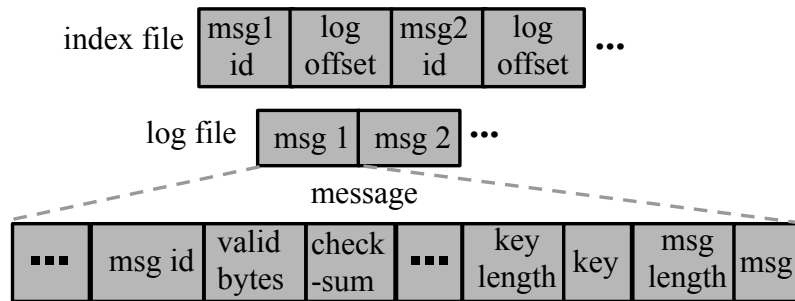 index file
msg1 id
log offset
msg2 id
log offset
...
log file
msg 1
msg 2
...
message
...
msg id
valid bytes
check -sum
...
key length
key
msg length
msg